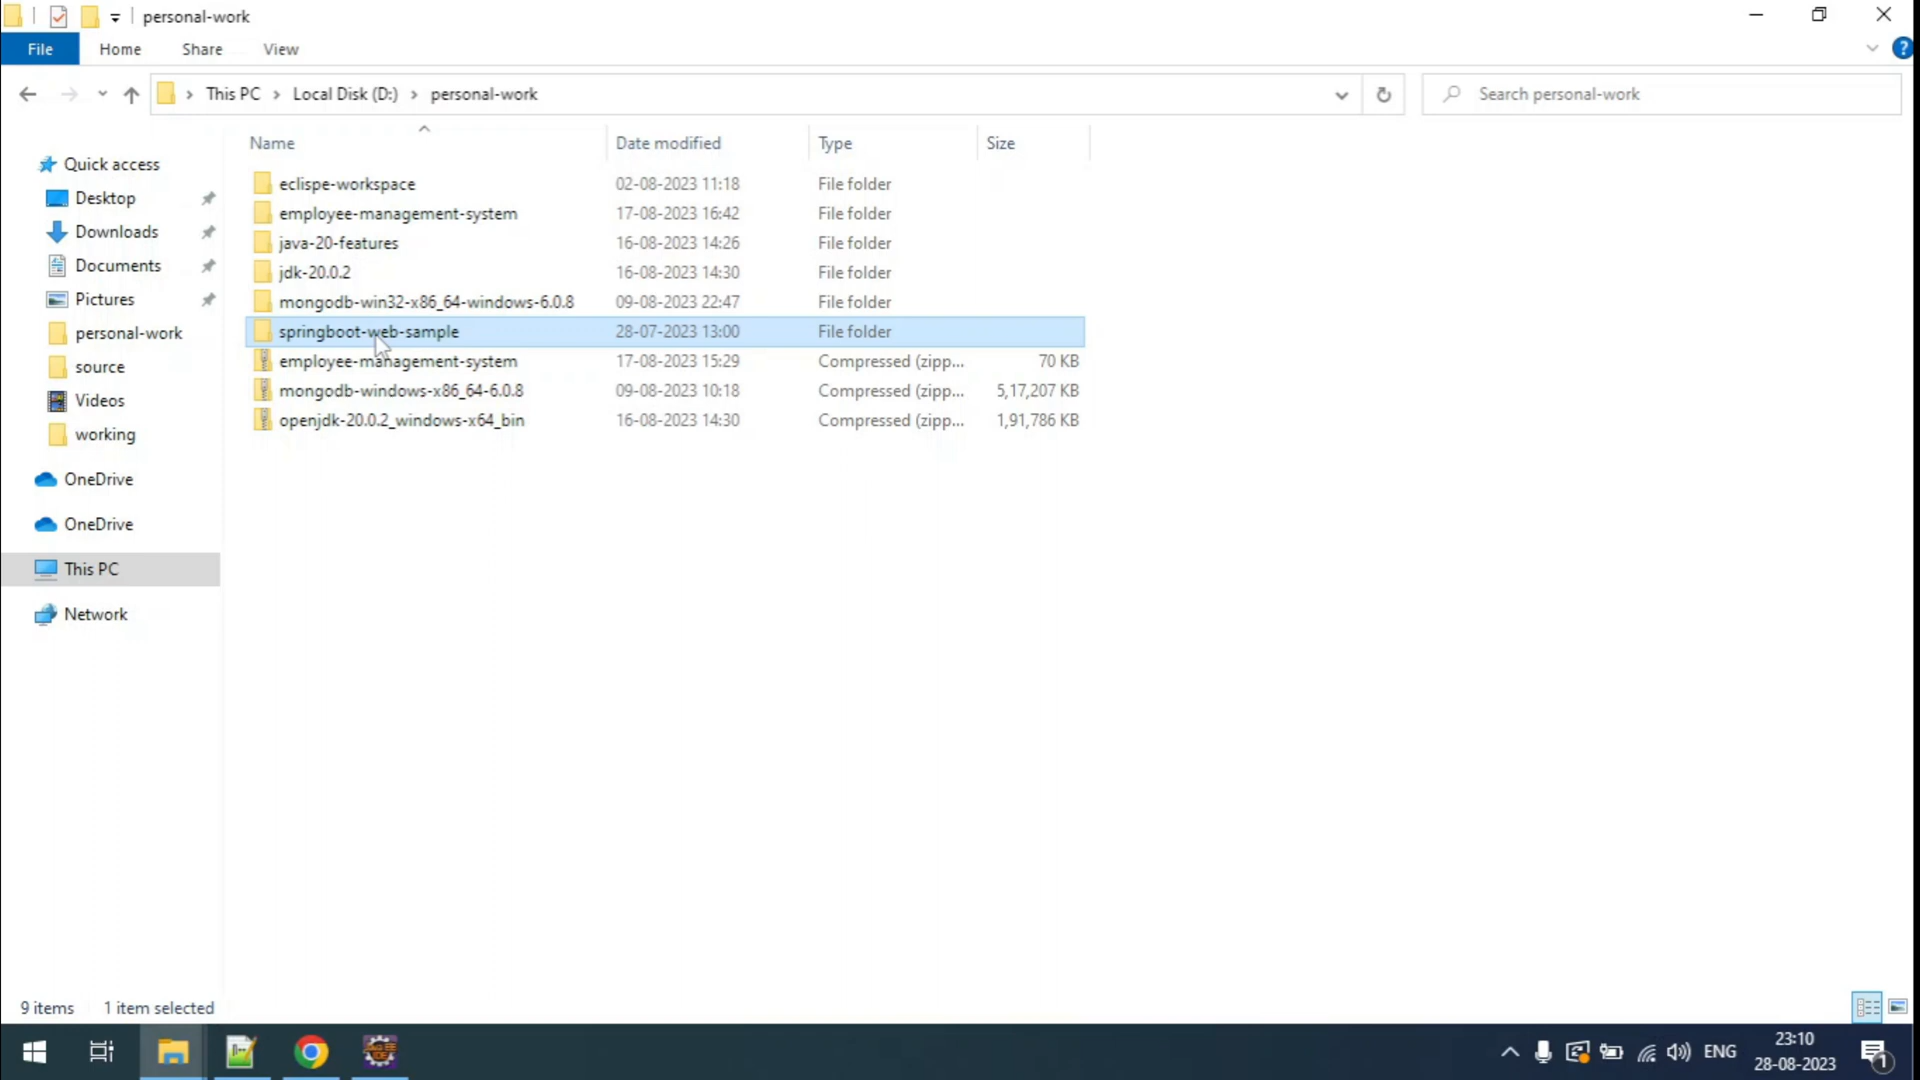 personal-work
File Home Share View
This PC Local Disk (D:) personal-work Search personal-work
Name Date modified Type Size
Quick access
Desktop
Downloads
Documents
Pictures
personal-work
source
Videos
working
OneDrive
OneDrive
This PC
Network
eclispe-workspace 02-08-2023 11:18 File folder
employee-management-system 17-08-2023 16:42 File folder
java-20-features 16-08-2023 14:26 File folder
jdk-20.0.2 16-08-2023 14:30 File folder
mongodb-win32-x86_64-windows-6.0.8 09-08-2023 22:47 File folder
springboot-web-sample 28-07-2023 13:00 File folder
employee-management-system 17-08-2023 15:29 Compressed (zipp... 70 KB
mongodb-windows-x86_64-6.0.8 09-08-2023 10:18 Compressed (zipp... 5,17,207 KB
openjdk-20.0.2_windows-x64_bin 16-08-2023 14:30 Compressed (zipp... 1,91,786 KB
9 items 1 item selected
ENG
23:10
28-08-2023
1